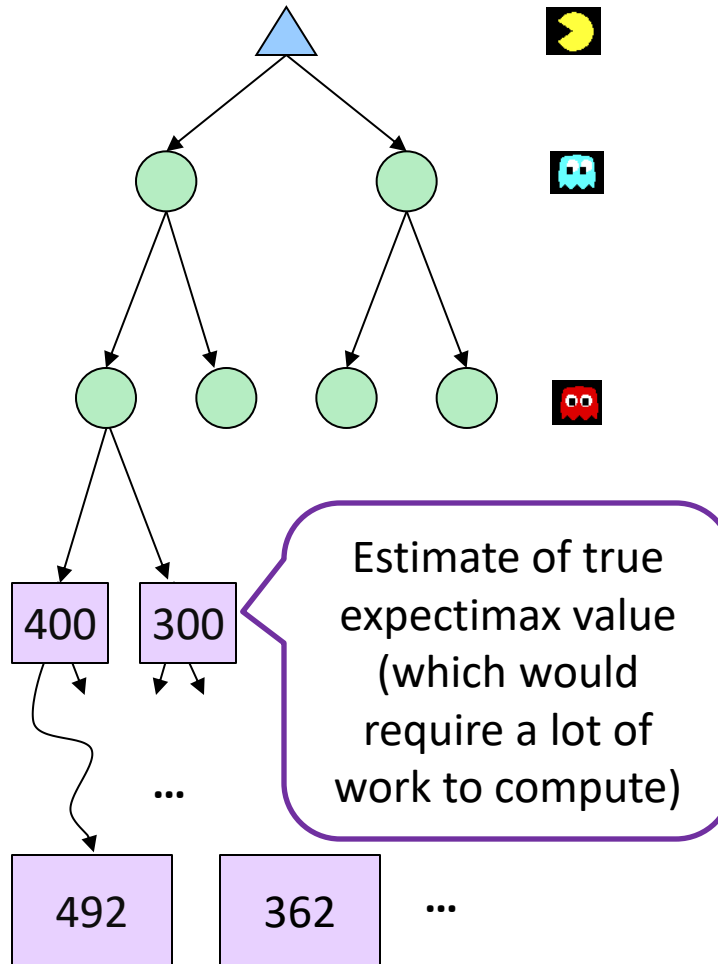 400
300
Estimate of true
expectimax value
(which would
require a lot of
work to compute)
...
492
362
...